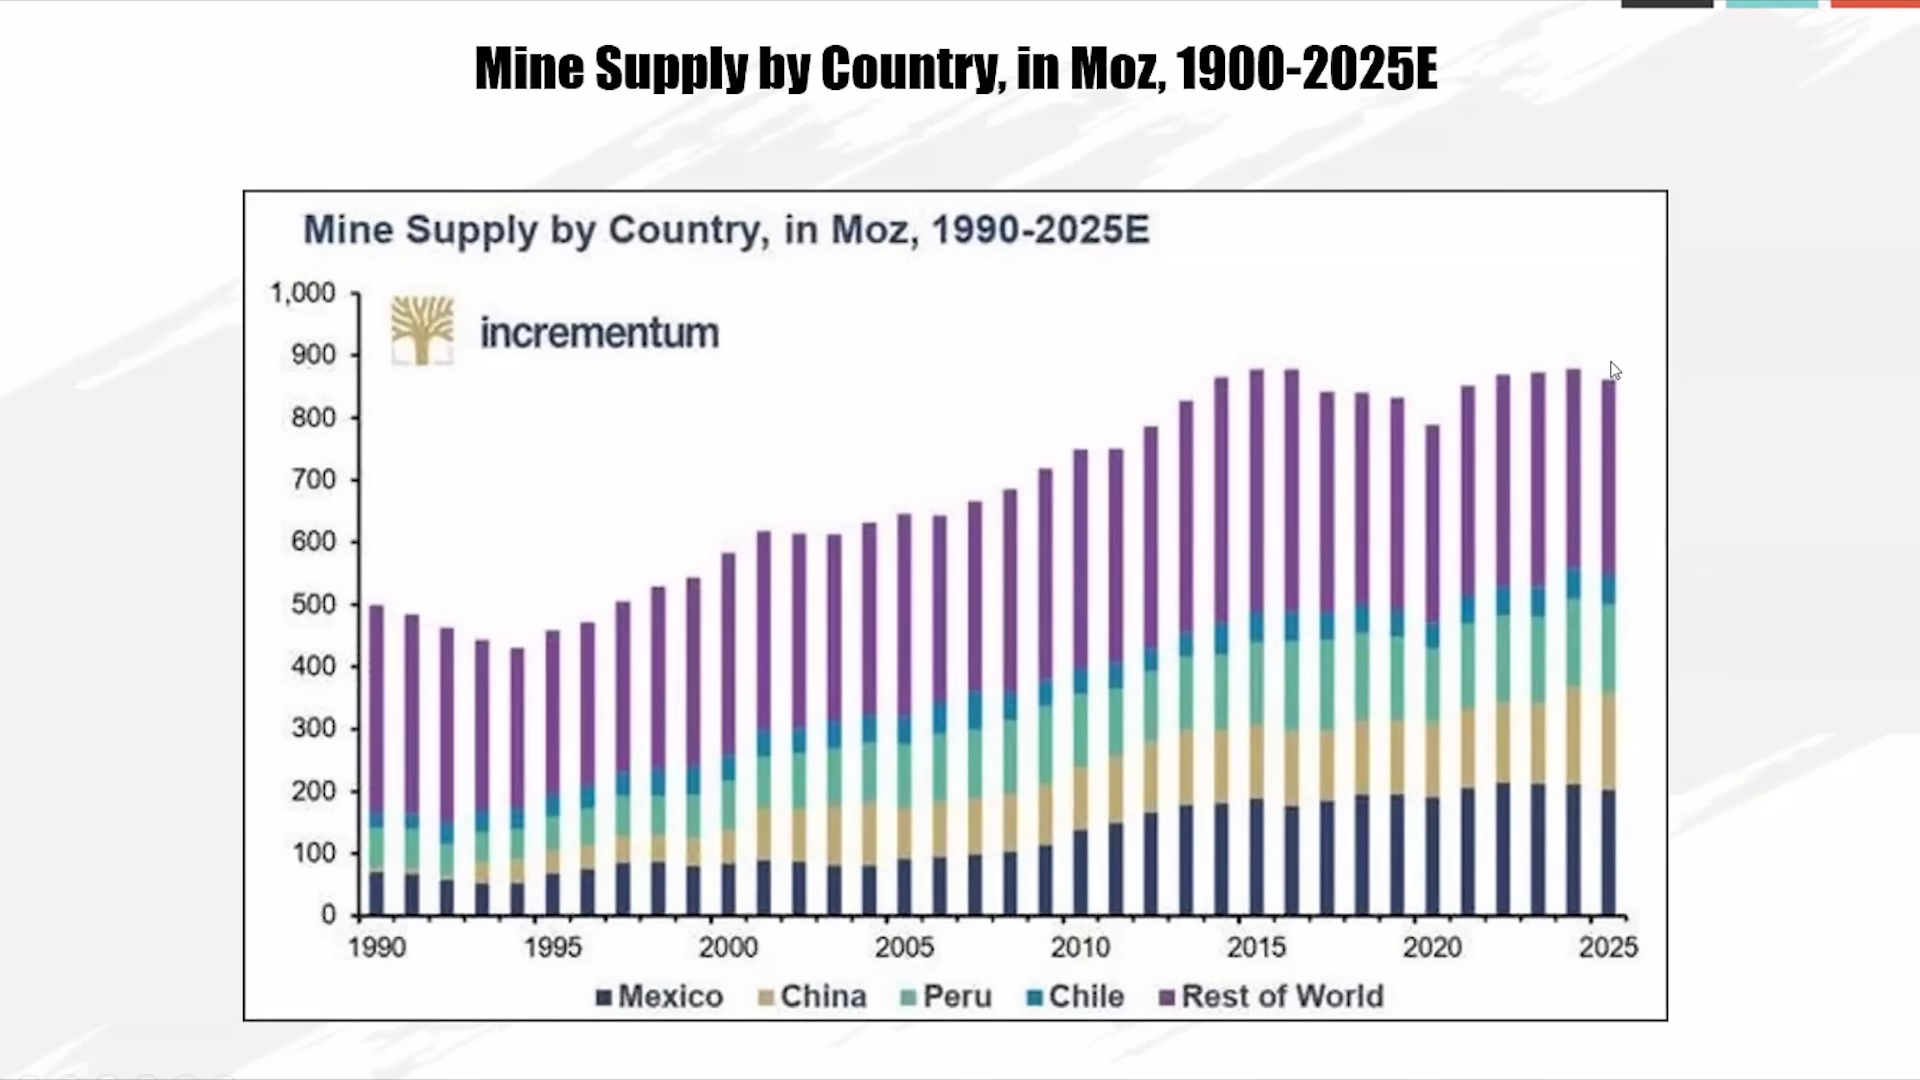 Mine Supply by Country, in Moz, 1900-2025E
Mine Supply by Country, in Moz, 1990-2025E
incrementum
1,000
900
800
700
600
500
400
300
200
100
0
1990 1995 2000 2005 2010 2015 2020 2025
Mexico China Peru Chile Rest of World